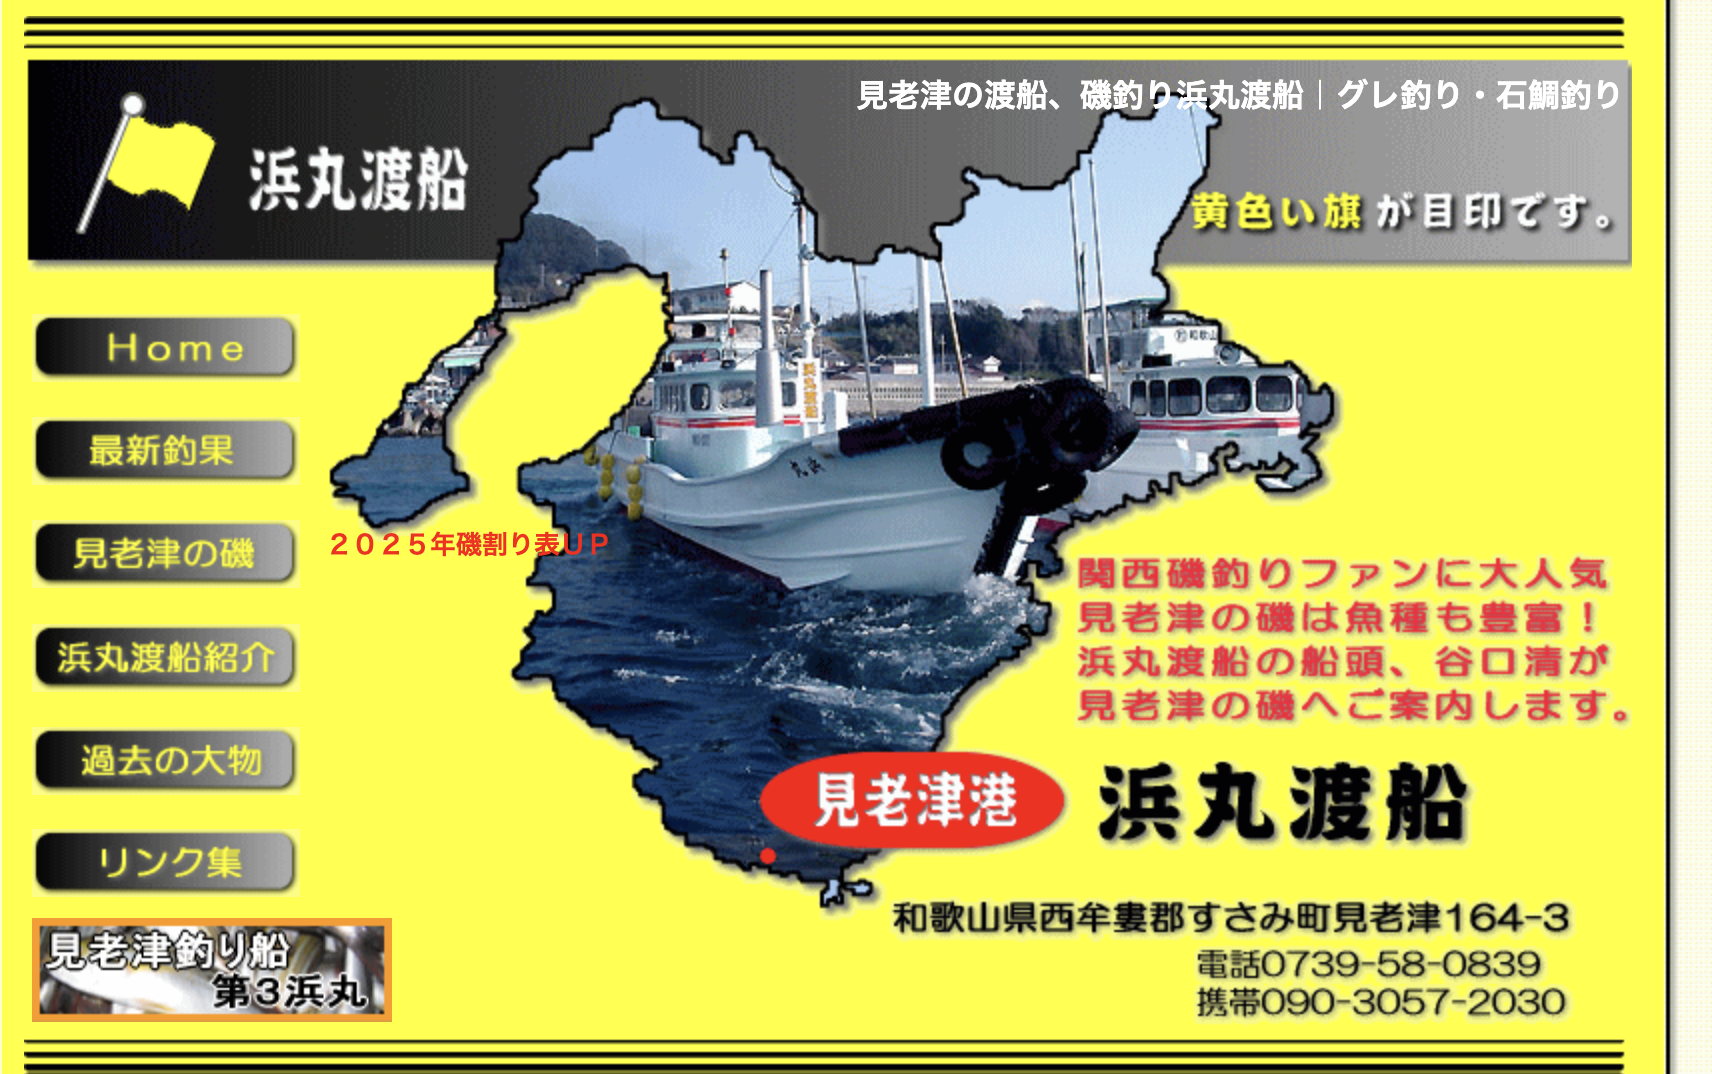 見老津の渡船、磯釣り浜丸渡船｜グレ釣り・石鯛釣り
浜丸渡船
黄色い旗が目印です。
Home
最新釣果
見老津の磯
浜丸渡船紹介
過去の大物
リンク集
見老津釣り船
第3浜丸
２０２５年磯割り表ＵＰ
浜丸渡船
和歌山
関西磯釣りファンに大人気
見老津の磯は魚種も豊富！
浜丸渡船の船頭、谷口清が
見老津の磯へご案内します。
見老津港
浜丸渡船
和歌山県西牟婁郡すさみ町見老津164-3
電話0739-58-0839
携帯090-3057-2030